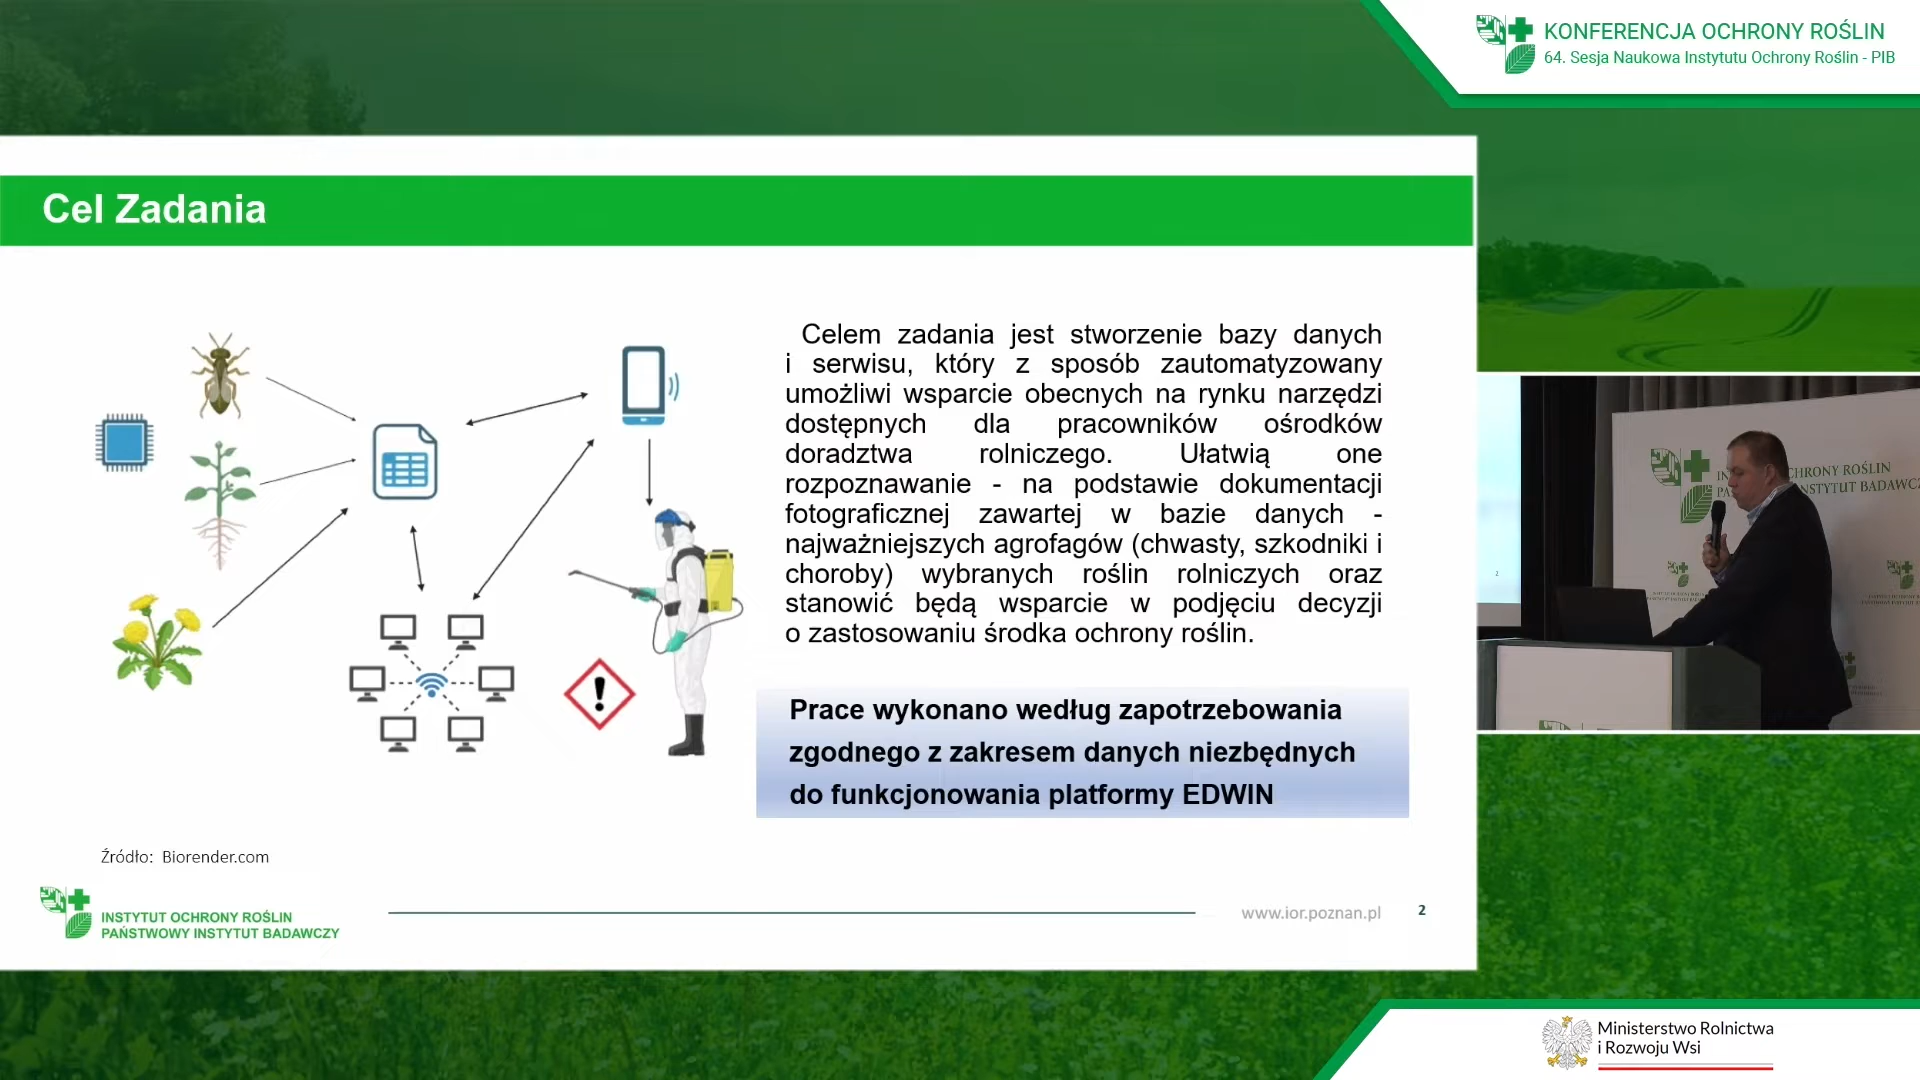 KONFERENCJA OCHRONY ROŚLIN
64. Sesja Naukowa Instytutu Ochrony Roślin - PIB
Cel Zadania
Celem zadania jest stworzenie bazy danych
i serwisu, który z sposób zautomatyzowany
umożliwi wsparcie obecnych na rynku narzędzi
dostępnych dla pracowników ośrodków
doradztwa rolniczego. Ułatwią one
rozpoznawanie - na podstawie dokumentacji
fotograficznej zawartej w bazie danych -
najważniejszych agrofagów (chwasty, szkodniki i
choroby) wybranych roślin rolniczych oraz
stanowić będą wsparcie w podjęciu decyzji
o zastosowaniu środka ochrony roślin.
Prace wykonano według zapotrzebowania
zgodnego z zakresem danych niezbędnych
do funkcjonowania platformy EDWIN
Źródło: Biorender.com
INSTYTUT OCHRONY ROŚLIN
PAŃSTWOWY INSTYTUT BADAWCZY
www.ior.poznan.pl
2
CHRONY ROŚLIN
INSTYTUT BADAWCZ
Ministerstwo Rolnictwa
i Rozwoju Wsi